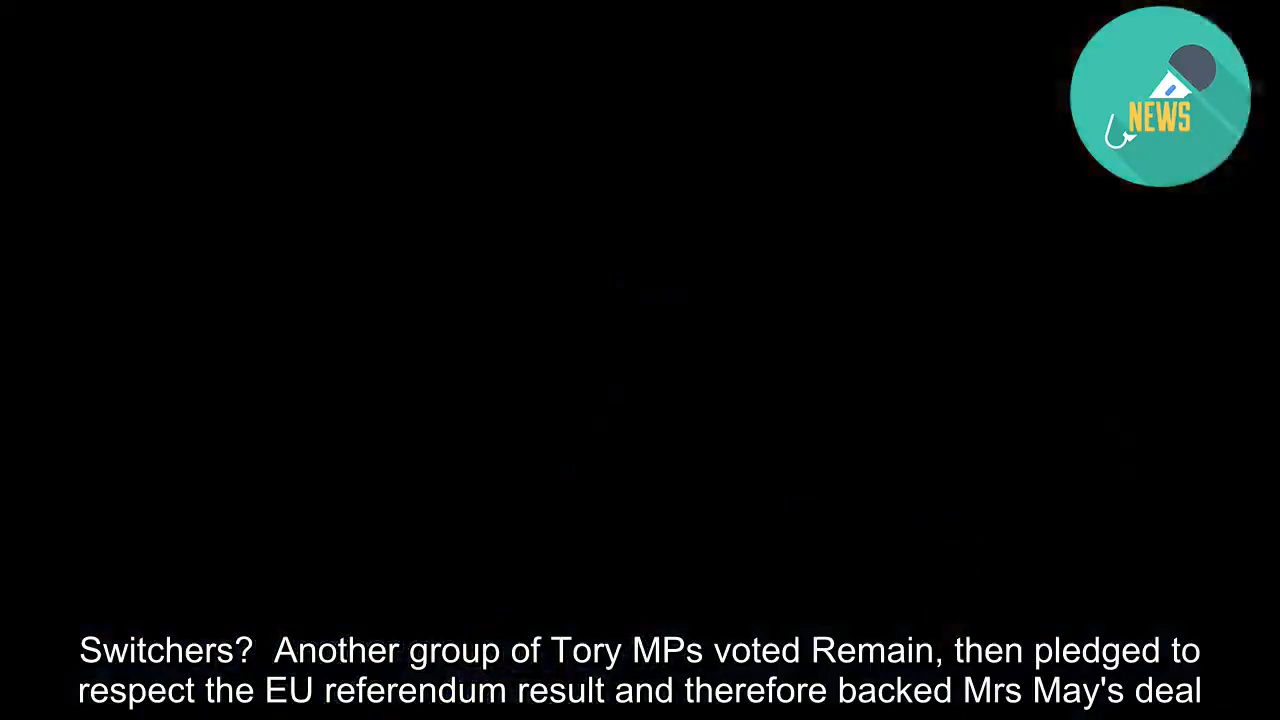 NEWS
Switchers?  Another group of Tory MPs voted Remain, then pledged to
respect the EU referendum result and therefore backed Mrs May's deal